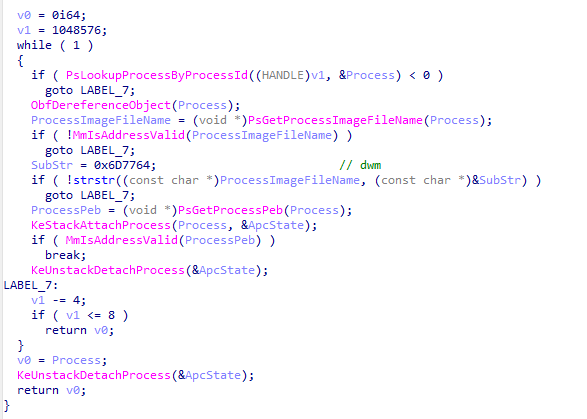 v0 = 0i64;
v1 = 1048576;
while ( 1 )
{
if ( PsLookupProcessByProcessId((HANDLE)v1, &Process) < 0 )
goto LABEL_7;
ObfDereferenceObject(Process);
ProcessImageFileName = (void *)PsGetProcessImageFileName(Process);
if ( !MmIsAddressValid(ProcessImageFileName) )
goto LABEL_7;
SubStr = 0x6D7764; // dwm
if ( !strstr((const char *)ProcessImageFileName, (const char *)&SubStr) )
goto LABEL_7;
ProcessPeb = (void *)PsGetProcessPeb(Process);
KeStackAttachProcess(Process, &ApcState);
if ( MmIsAddressValid(ProcessPeb) )
break;
KeUnstackDetachProcess(&ApcState);
LABEL_7:
v1 -= 4;
if ( v1 <= 8 )
return v0;
}
v0 = Process;
KeUnstackDetachProcess(&ApcState);
return v0;
}